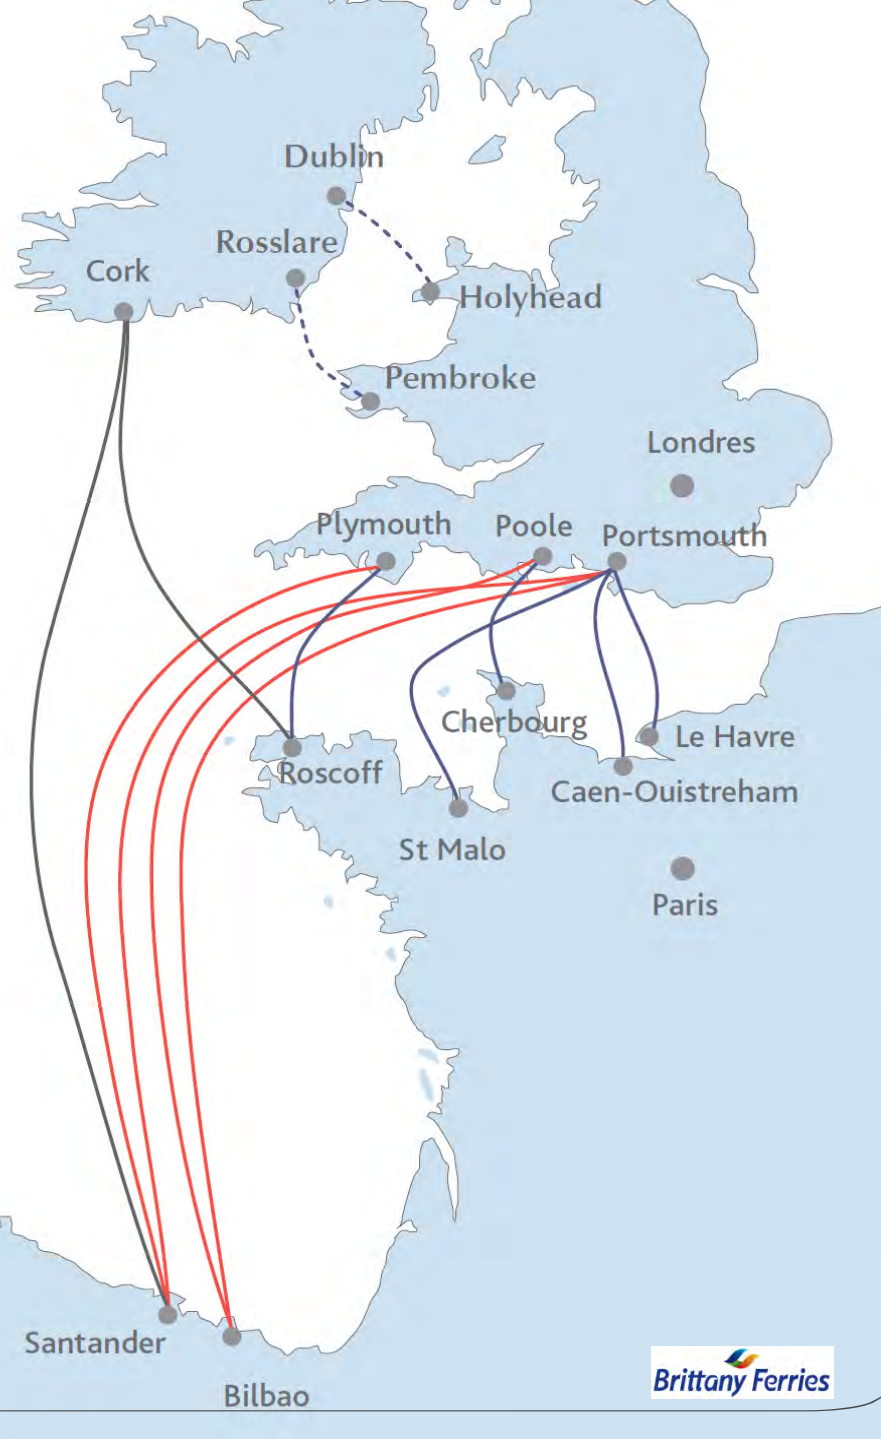 Dublin
Rosslare
Cork
Holyhead
Pembroke
Londres
Plymouth
Poole
Portsmouth
Cherbourg
Le Havre
Roscoff
Caen-Ouistreham
St Malo
Paris
Santander
Brittany Ferries
Bilbao